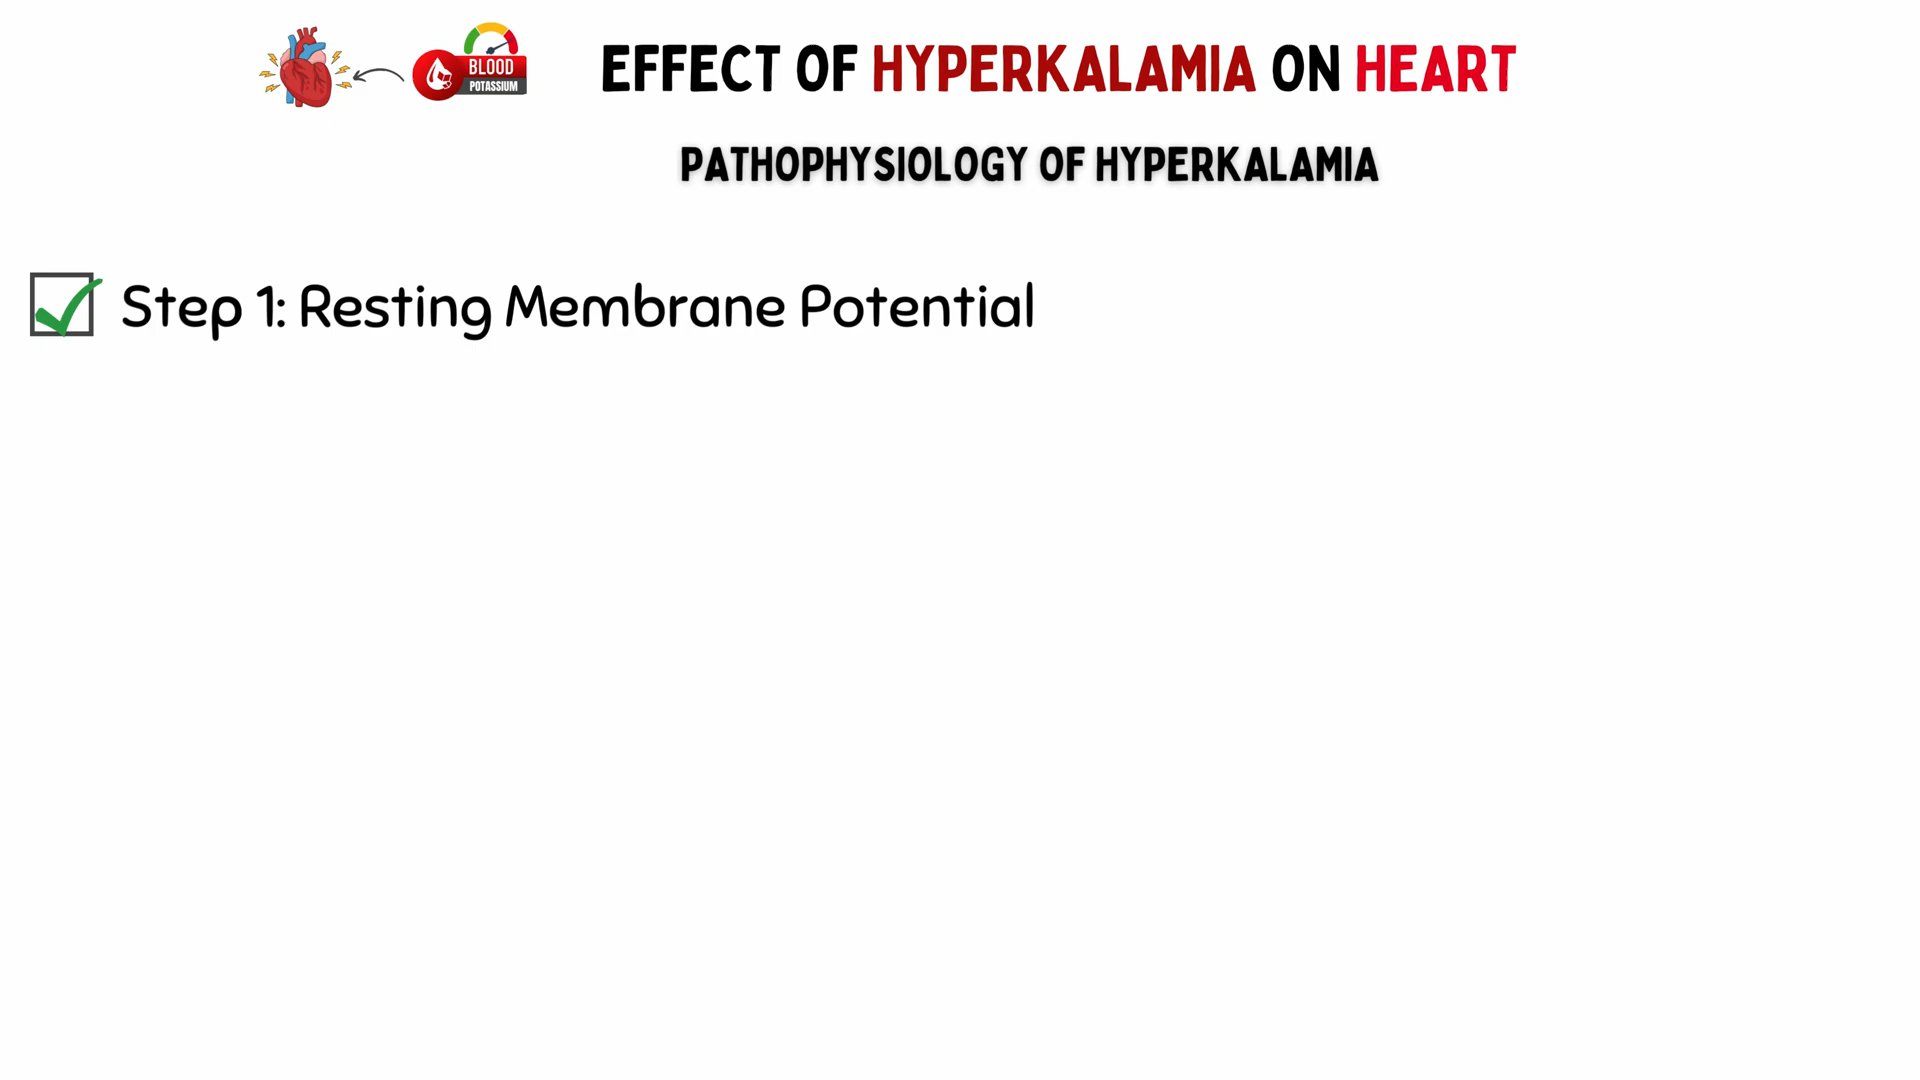 BLOOD
POTASSIUM
EFFECT OF HYPERKALAMIA ON HEART
PATHOPHYSIOLOGY OF HYPERKALAMIA
Step 1: Resting Membrane Potential